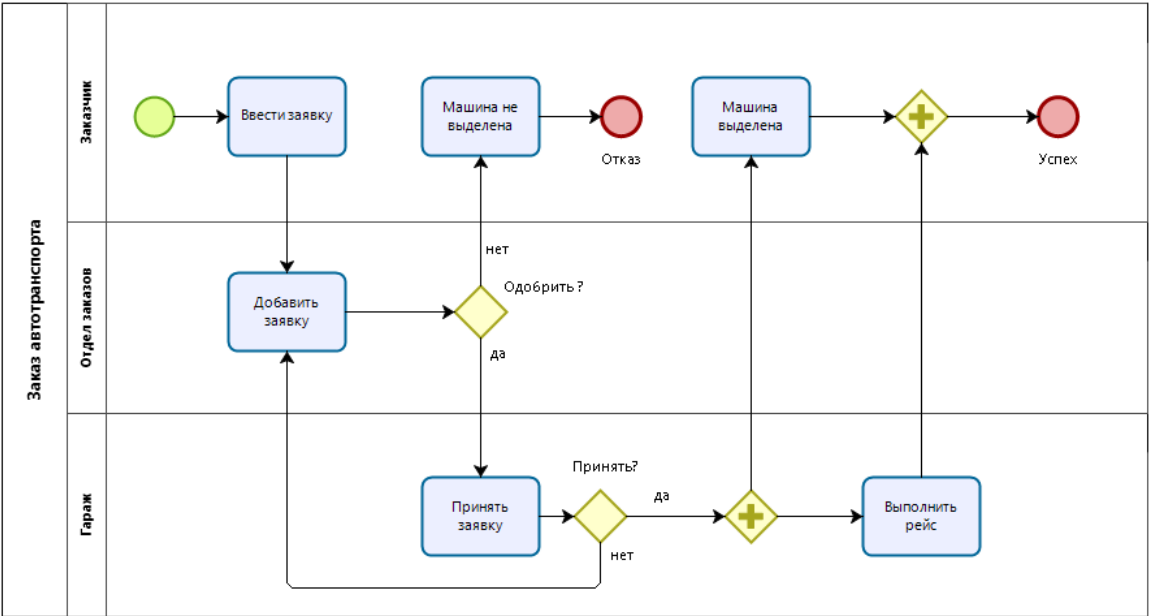 Заказ автотранспорта
Заказчик
Ввести заявку
Машина не
выделена
Отказ
Машина
выделена
Успех
Отдел заказов
Добавить
заявку
нет
Одобрить?
да
Гараж
Принять
заявку
Принять?
да
нет
Выполнить
рейс